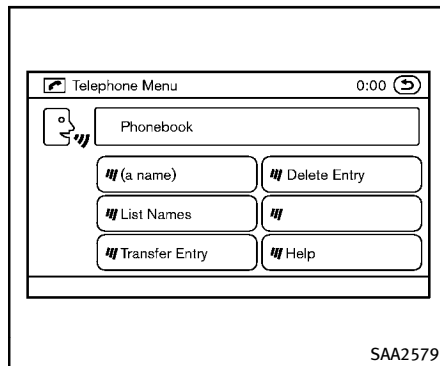 Telephone Menu 0:00
Phonebook
(a name) Delete Entry
List Names
Transfer Entry Help
SAA2579